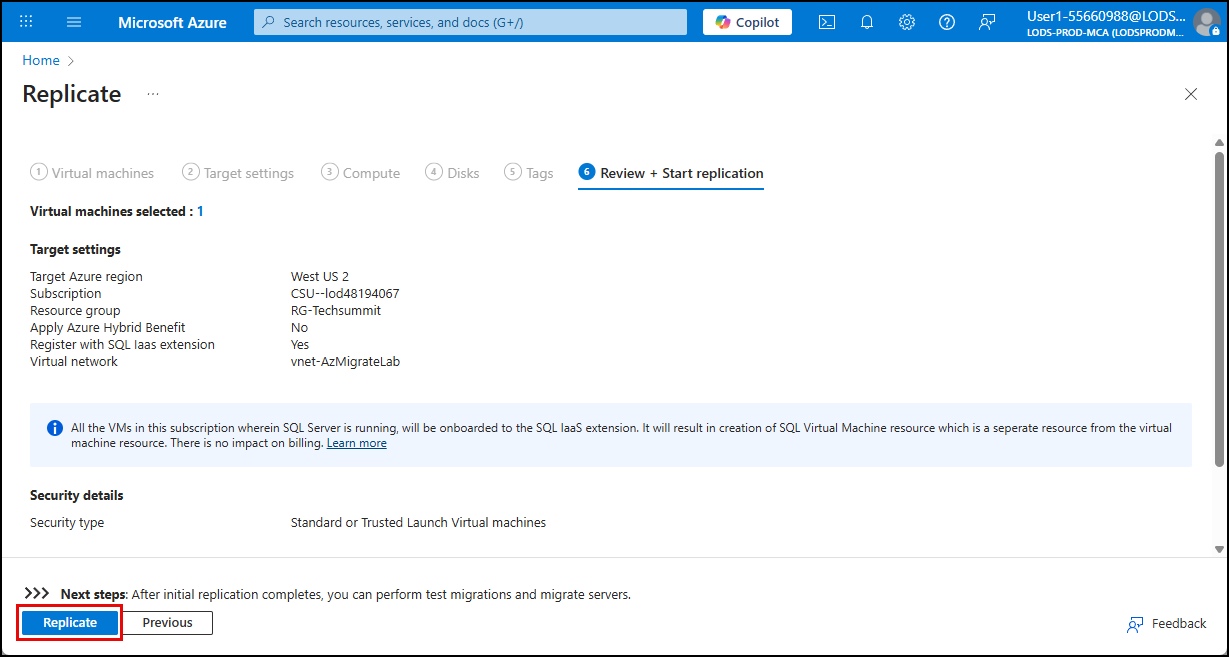 Microsoft Azure
Search resources, services, and docs (G+/)
Copilot
User1-55660988@LODS...
LODS-PROD-MCA (LODSPRODM...
Home
Replicate
...
1 Virtual machines
2 Target settings
3 Compute
4 Disks
5 Tags
6 Review + Start replication
Virtual machines selected : 1
Target settings
Target Azure region West US 2
Subscription CSU--lod48194067
Resource group RG-Techsummit
Apply Azure Hybrid Benefit No
Register with SQL Iaas extension Yes
Virtual network vnet-AzMigrateLab
All the VMs in this subscription wherein SQL Server is running, will be onboarded to the SQL IaaS extension. It will result in creation of SQL Virtual Machine resource which is a seperate resource from the virtual
machine resource. There is no impact on billing. Learn more
Security details
Security type Standard or Trusted Launch Virtual machines
>>> Next steps: After initial replication completes, you can perform test migrations and migrate servers.
Replicate
Previous
Feedback